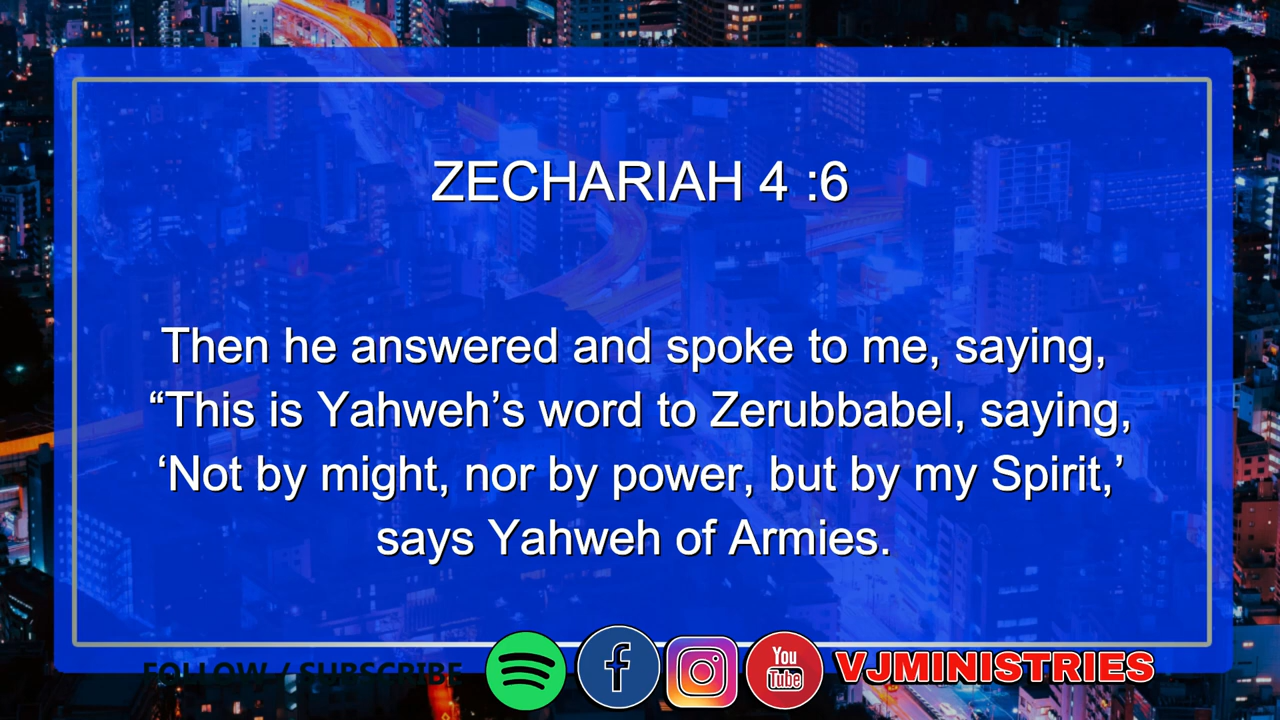 ZECHARIAH 4 :6
Then he answered and spoke to me, saying,
“This is Yahweh’s word to Zerubbabel, saying,
‘Not by might, nor by power, but by my Spirit,’
says Yahweh of Armies.
FOLLOW / SUBSCRIBE f You Tube VJMINISTRIES